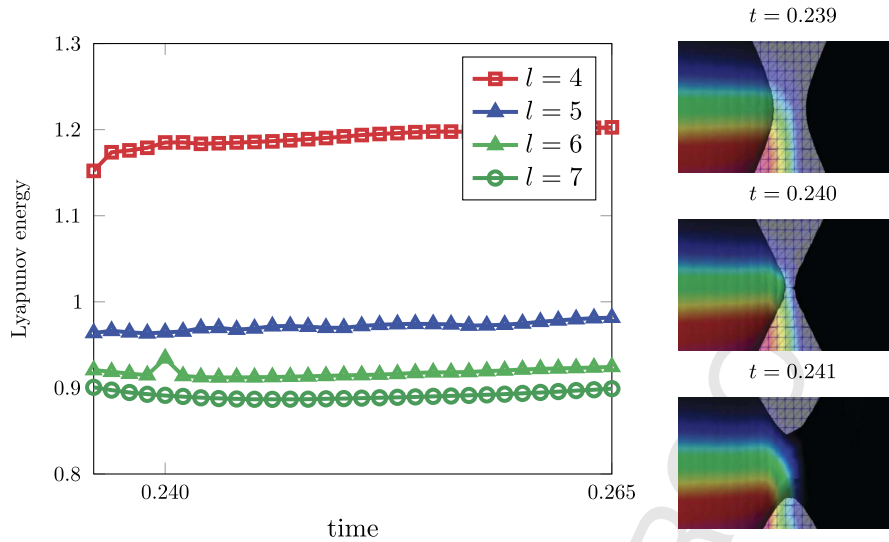 1.3
1.2
1.1
1
0.9
0.8
Lyapunov energy
0.240
0.265
time
l = 4
l = 5
l = 6
l = 7
t = 0.239
t = 0.240
t = 0.241